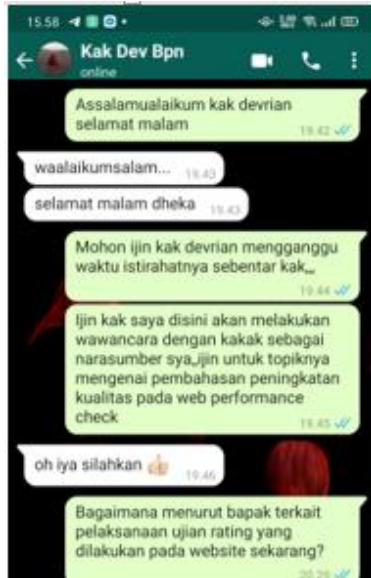 15.58
Kak Dev Bpn
online
Assalamualaikum kak devrian
selamat malam
19.42
waalaikumsalam...
19.43
selamat malam dheka
19.43
Mohon ijin kak devrian mengganggu
waktu istirahatnya sebentar kak,,,
19.44
Ijin kak saya disini akan melakukan
wawancara dengan kakak sebagai
narasumber sya,,ijin untuk topiknya
mengenai pembahasan peningkatan
kualitas pada web performance
check
19.45
oh iya silahkan 👍🏻
19.46
Bagaimana menurut bapak terkait
pelaksanaan ujian rating yang
dilakukan pada website sekarang?
20.29